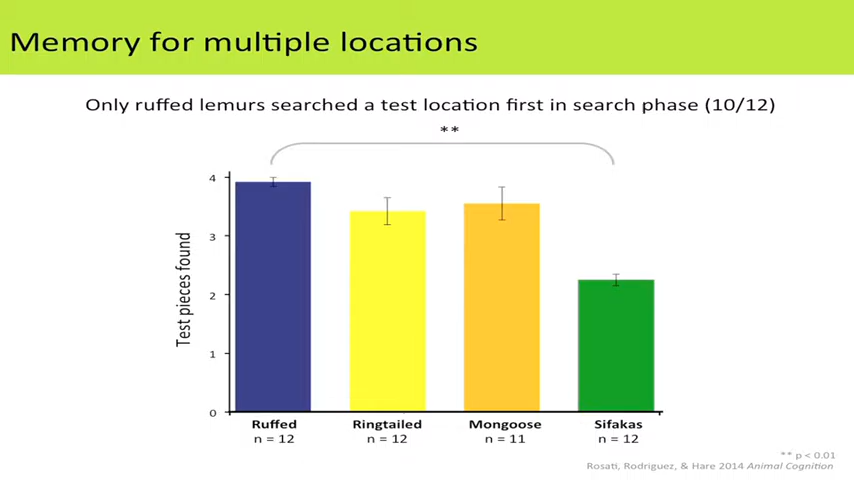 Memory for multiple locations
Only ruffed lemurs searched a test location first in search phase (10/12)
**
4
3
2
1
0
Test pieces found
Ruffed
n = 12
Ringtailed
n = 12
Mongoose
n = 11
Sifakas
n = 12
** p < 0.01
Rosati, Rodriguez, & Hare 2014 Animal Cognition